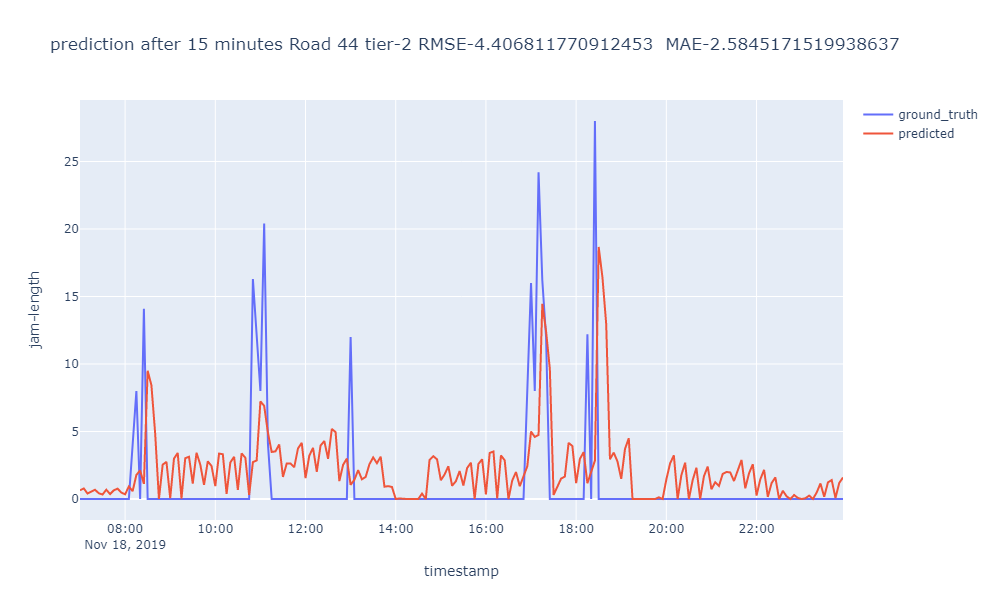 prediction after 15 minutes Road 44 tier-2 RMSE-4.406811770912453  MAE-2.5845171519938637
ground_truth
predicted
25
20
15
10
5
0
jam-length
08:00
10:00
12:00
14:00
16:00
18:00
20:00
22:00
Nov 18, 2019
timestamp